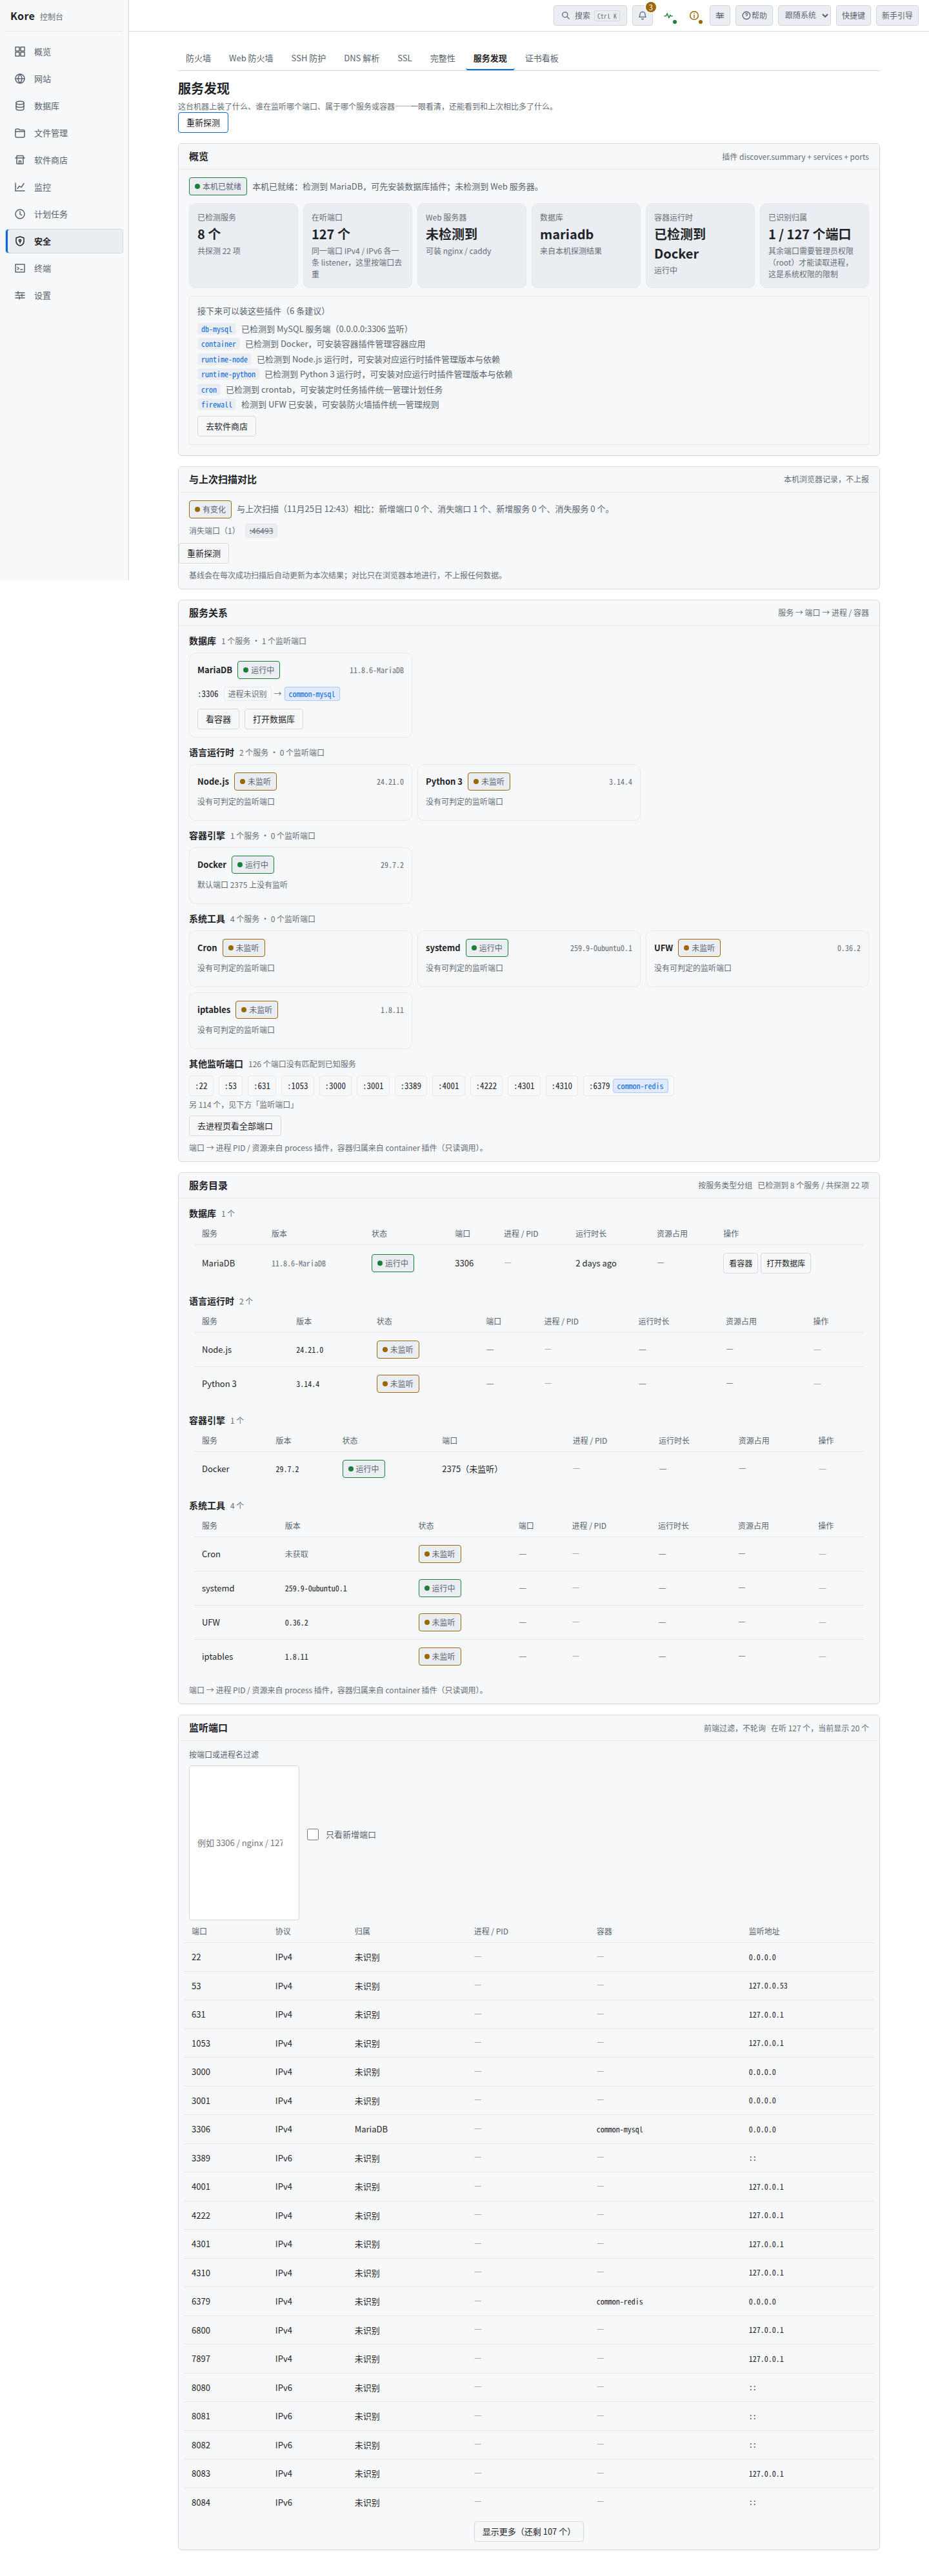 Kore 控制台
搜索 Ctrl K
3
帮助
跟随系统
快捷键
新手引导
概览
网站
数据库
文件管理
软件商店
监控
计划任务
安全
终端
设置
防火墙 Web 防火墙 SSH 防护 DNS 解析 SSL 完整性 服务发现 证书看板
服务发现
这台机器上装了什么、谁在监听哪个端口、属于哪个服务或容器——一眼看清，还能看到和上次相比多了什么。
重新探测
概览 插件 discover.summary + services + ports
本机已就绪 本机已就绪：检测到 MariaDB，可先安装数据库插件；未检测到 Web 服务器。
已检测服务
8 个
共探测 22 项
在听端口
127 个
同一端口 IPv4 / IPv6 各一
条 listener，这里按端口去
重
Web 服务器
未检测到
可装 nginx / caddy
数据库
mariadb
来自本机探测结果
容器运行时
已检测到
Docker
运行中
已识别归属
1 / 127 个端口
其余端口需要管理员权限
（root）才能读取进程，
这是系统权限的限制
接下来可以装这些插件（6 条建议）
db-mysql 已检测到 MySQL 服务端（0.0.0.0:3306 监听）
container 已检测到 Docker，可安装容器插件管理容器应用
runtime-node 已检测到 Node.js 运行时，可安装对应运行时插件管理版本与依赖
runtime-python 已检测到 Python 3 运行时，可安装对应运行时插件管理版本与依赖
cron 已检测到 crontab，可安装定时任务插件统一管理计划任务
firewall 检测到 UFW 已安装，可安装防火墙插件统一管理规则
去软件商店
与上次扫描对比 本机浏览器记录，不上报
有变化 与上次扫描（11月25日 12:43）相比：新增端口 0 个、消失端口 1 个、新增服务 0 个、消失服务 0 个。
消失端口（1） :46493
重新探测
基线会在每次成功扫描后自动更新为本次结果；对比只在浏览器本地进行，不上报任何数据。
服务关系 服务 → 端口 → 进程 / 容器
数据库 1 个服务 · 1 个监听端口
MariaDB 运行中 11.8.6-MariaDB
:3306 进程未识别 → common-mysql
看容器 打开数据库
语言运行时 2 个服务 · 0 个监听端口
Node.js 未监听 24.21.0
没有可判定的监听端口
Python 3 未监听 3.14.4
没有可判定的监听端口
容器引擎 1 个服务 · 0 个监听端口
Docker 运行中 29.7.2
默认端口 2375 上没有监听
系统工具 4 个服务 · 0 个监听端口
Cron 未监听
没有可判定的监听端口
systemd 运行中 259.9-0ubuntu0.1
没有可判定的监听端口
UFW 未监听 0.36.2
没有可判定的监听端口
iptables 未监听 1.8.11
没有可判定的监听端口
其他监听端口 126 个端口没有匹配到已知服务
:22 :53 :631 :1053 :3000 :3001 :3389 :4001 :4222 :4301 :4310 :6379 common-redis
另 114 个，见下方「监听端口」
去进程页看全部端口
端口 → 进程 PID / 资源来自 process 插件，容器归属来自 container 插件（只读调用）。
服务目录 按服务类型分组 已检测到 8 个服务 / 共探测 22 项
数据库 1 个
服务 版本 状态 端口 进程 / PID 运行时长 资源占用 操作
MariaDB 11.8.6-MariaDB 运行中 3306 — 2 days ago — 看容器 打开数据库
语言运行时 2 个
服务 版本 状态 端口 进程 / PID 运行时长 资源占用 操作
Node.js 24.21.0 未监听 — — — — —
Python 3 3.14.4 未监听 — — — — —
容器引擎 1 个
服务 版本 状态 端口 进程 / PID 运行时长 资源占用 操作
Docker 29.7.2 运行中 2375（未监听） — — — —
系统工具 4 个
服务 版本 状态 端口 进程 / PID 运行时长 资源占用 操作
Cron 未获取 未监听 — — — — —
systemd 259.9-0ubuntu0.1 运行中 — — — — —
UFW 0.36.2 未监听 — — — — —
iptables 1.8.11 未监听 — — — — —
端口 → 进程 PID / 资源来自 process 插件，容器归属来自 container 插件（只读调用）。
监听端口 前端过滤，不轮询 在听 127 个，当前显示 20 个
按端口或进程名过滤
例如 3306 / nginx / 127
只看新增端口
端口 协议 归属 进程 / PID 容器 监听地址
22 IPv4 未识别 — — 0.0.0.0
53 IPv4 未识别 — — 127.0.0.53
631 IPv4 未识别 — — 127.0.0.1
1053 IPv4 未识别 — — 127.0.0.1
3000 IPv4 未识别 — — 0.0.0.0
3001 IPv4 未识别 — — 0.0.0.0
3306 IPv4 MariaDB — common-mysql 0.0.0.0
3389 IPv6 未识别 — — ::
4001 IPv4 未识别 — — 127.0.0.1
4222 IPv4 未识别 — — 127.0.0.1
4301 IPv4 未识别 — — 127.0.0.1
4310 IPv4 未识别 — — 127.0.0.1
6379 IPv4 未识别 — common-redis 0.0.0.0
6800 IPv4 未识别 — — 127.0.0.1
7897 IPv4 未识别 — — 127.0.0.1
8080 IPv6 未识别 — — ::
8081 IPv6 未识别 — — ::
8082 IPv6 未识别 — — ::
8083 IPv4 未识别 — — 127.0.0.1
8084 IPv6 未识别 — — ::
显示更多（还剩 107 个）